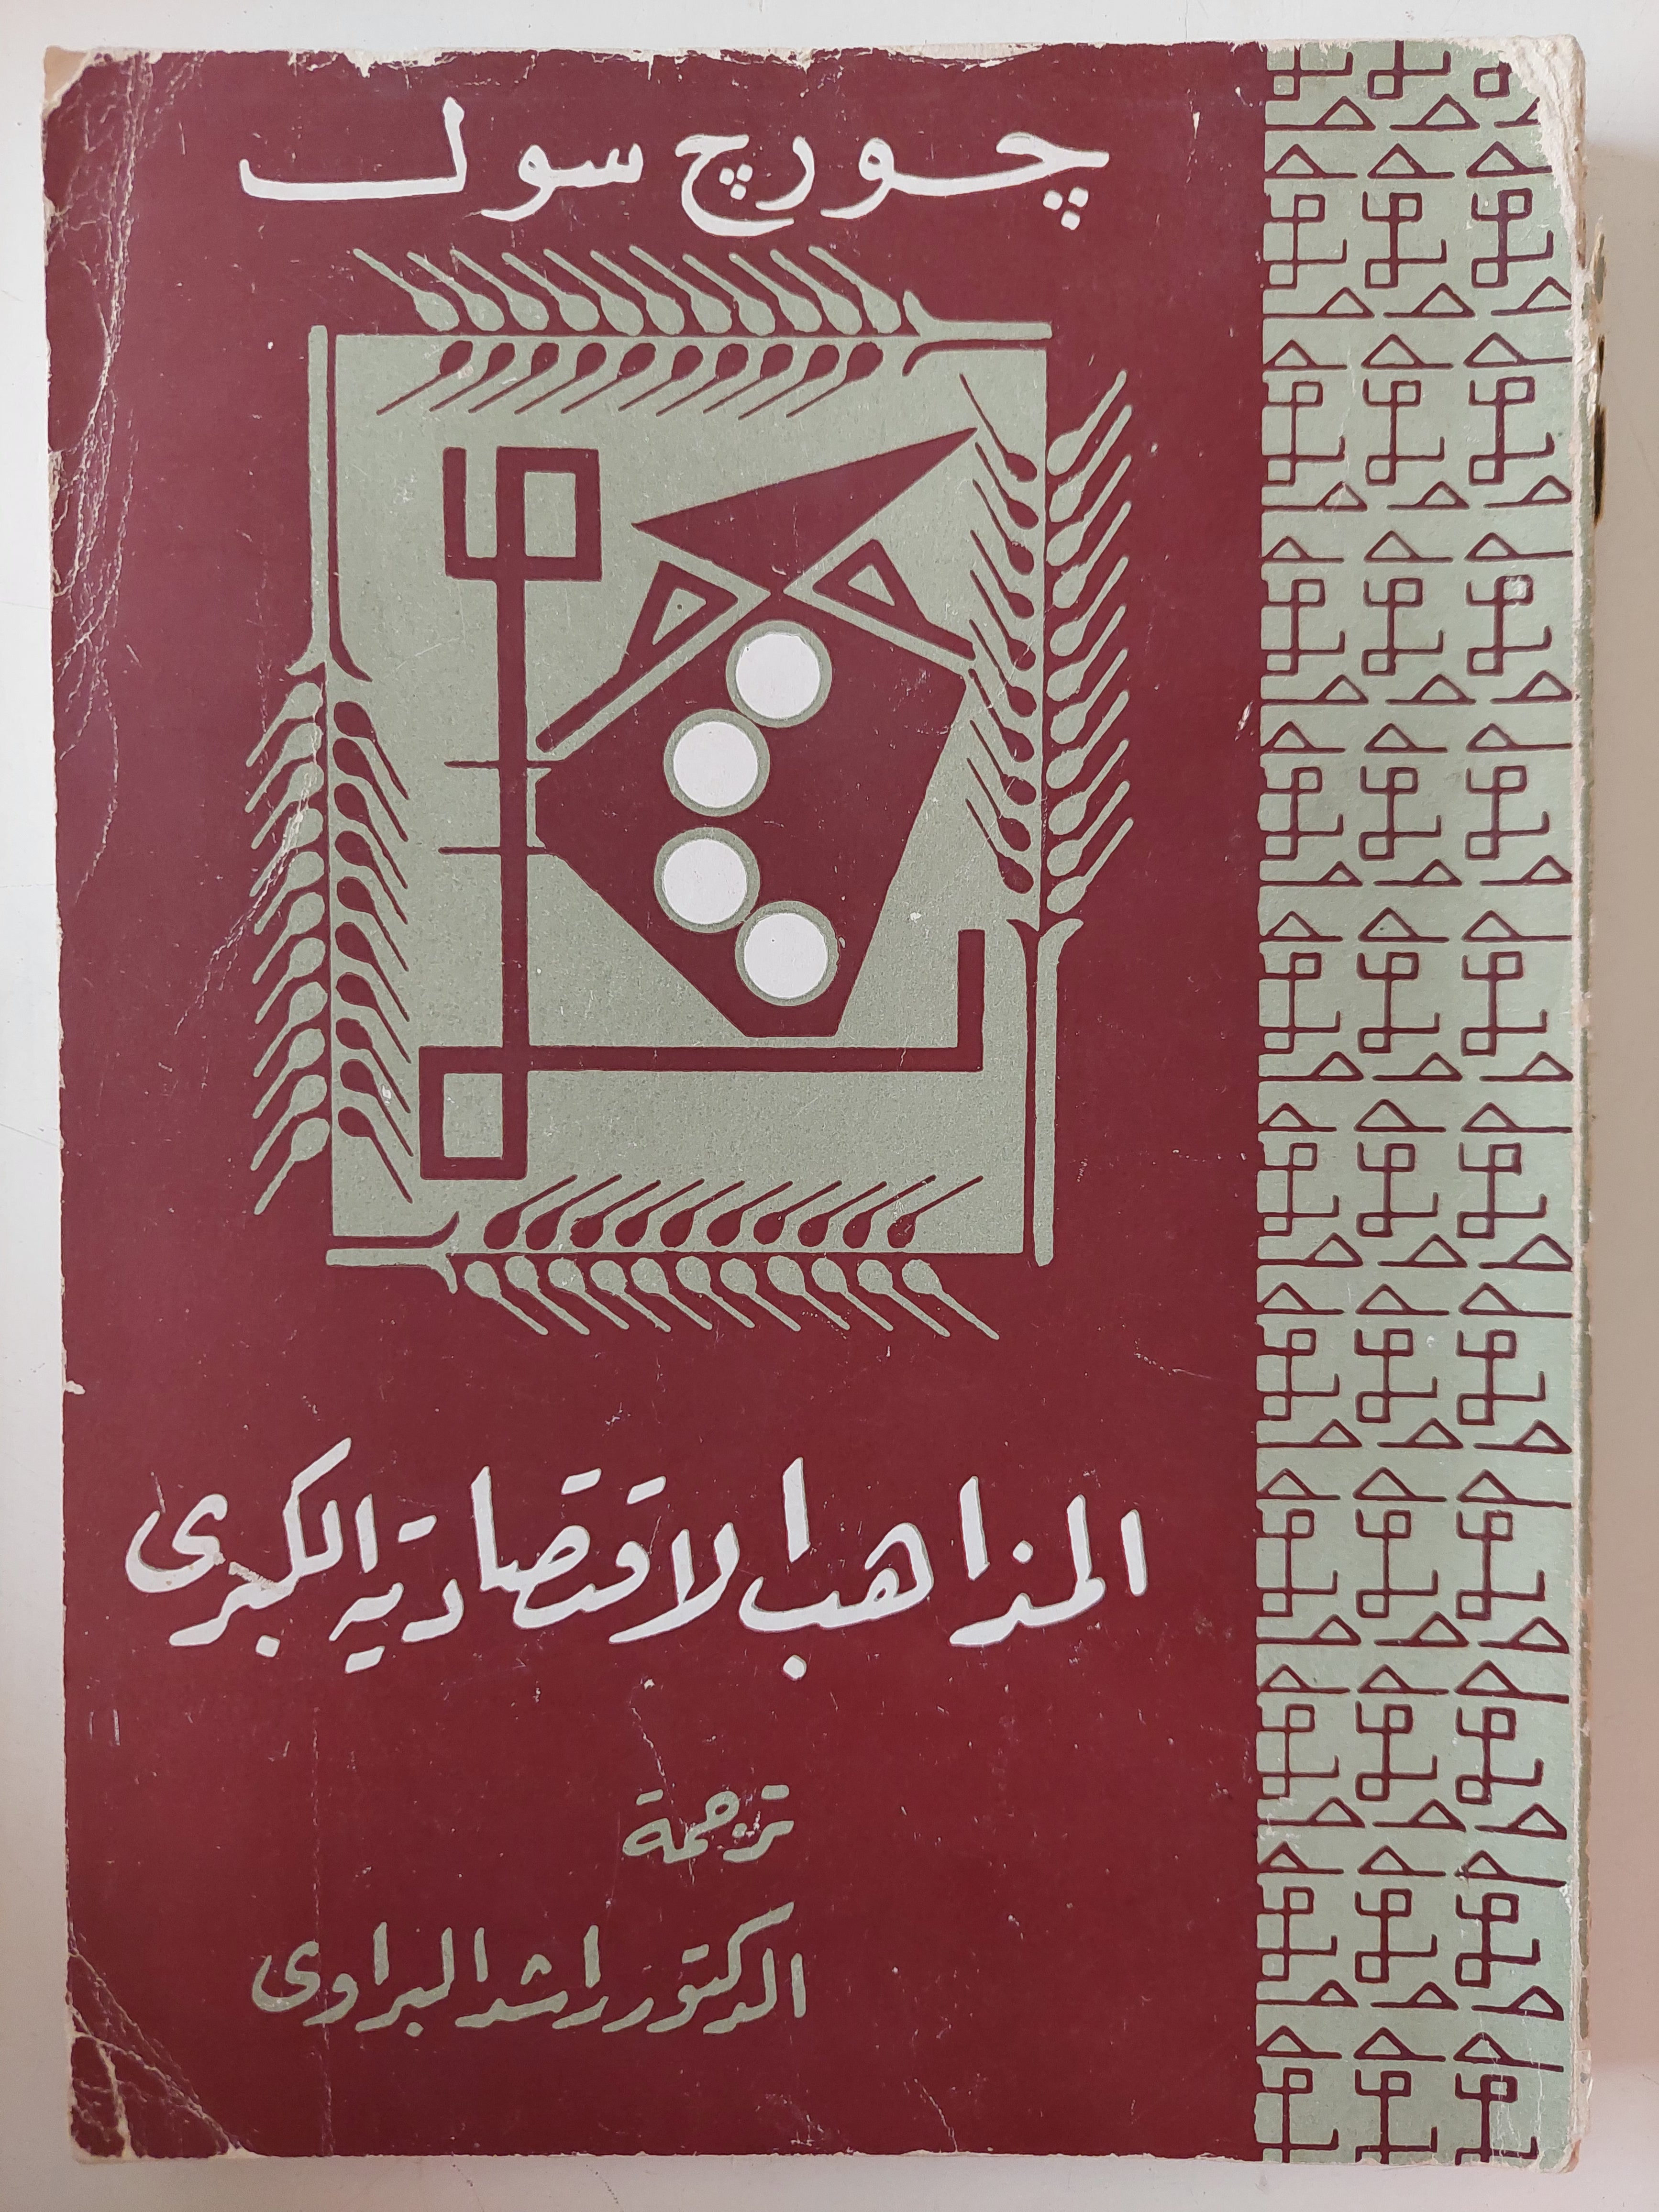 چورچ سول
المذاهب الاقتصادية الكبرى
ترجمة
الدكتور راشد البراوى